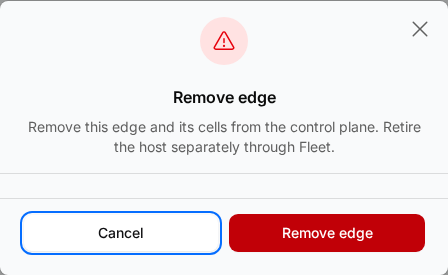 Remove edge
Remove this edge and its cells from the control plane. Retire
the host separately through Fleet.
Cancel
Remove edge